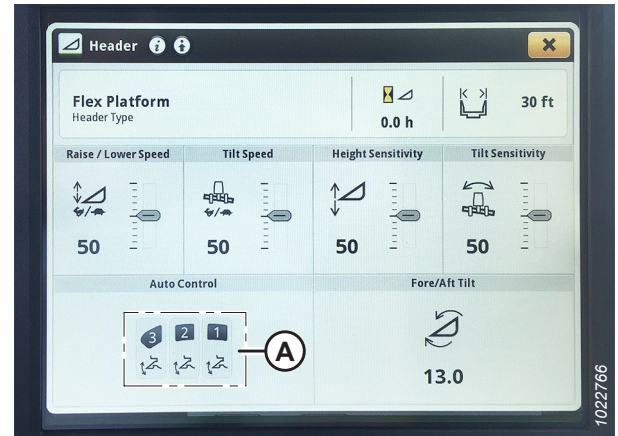 Header
Flex Platform
Header Type
0.0 h
30 ft
Raise / Lower Speed
Tilt Speed
Height Sensitivity
Tilt Sensitivity
50
50
50
50
Auto Control
Fore/Aft Tilt
3 2 1
A
13.0
1022766